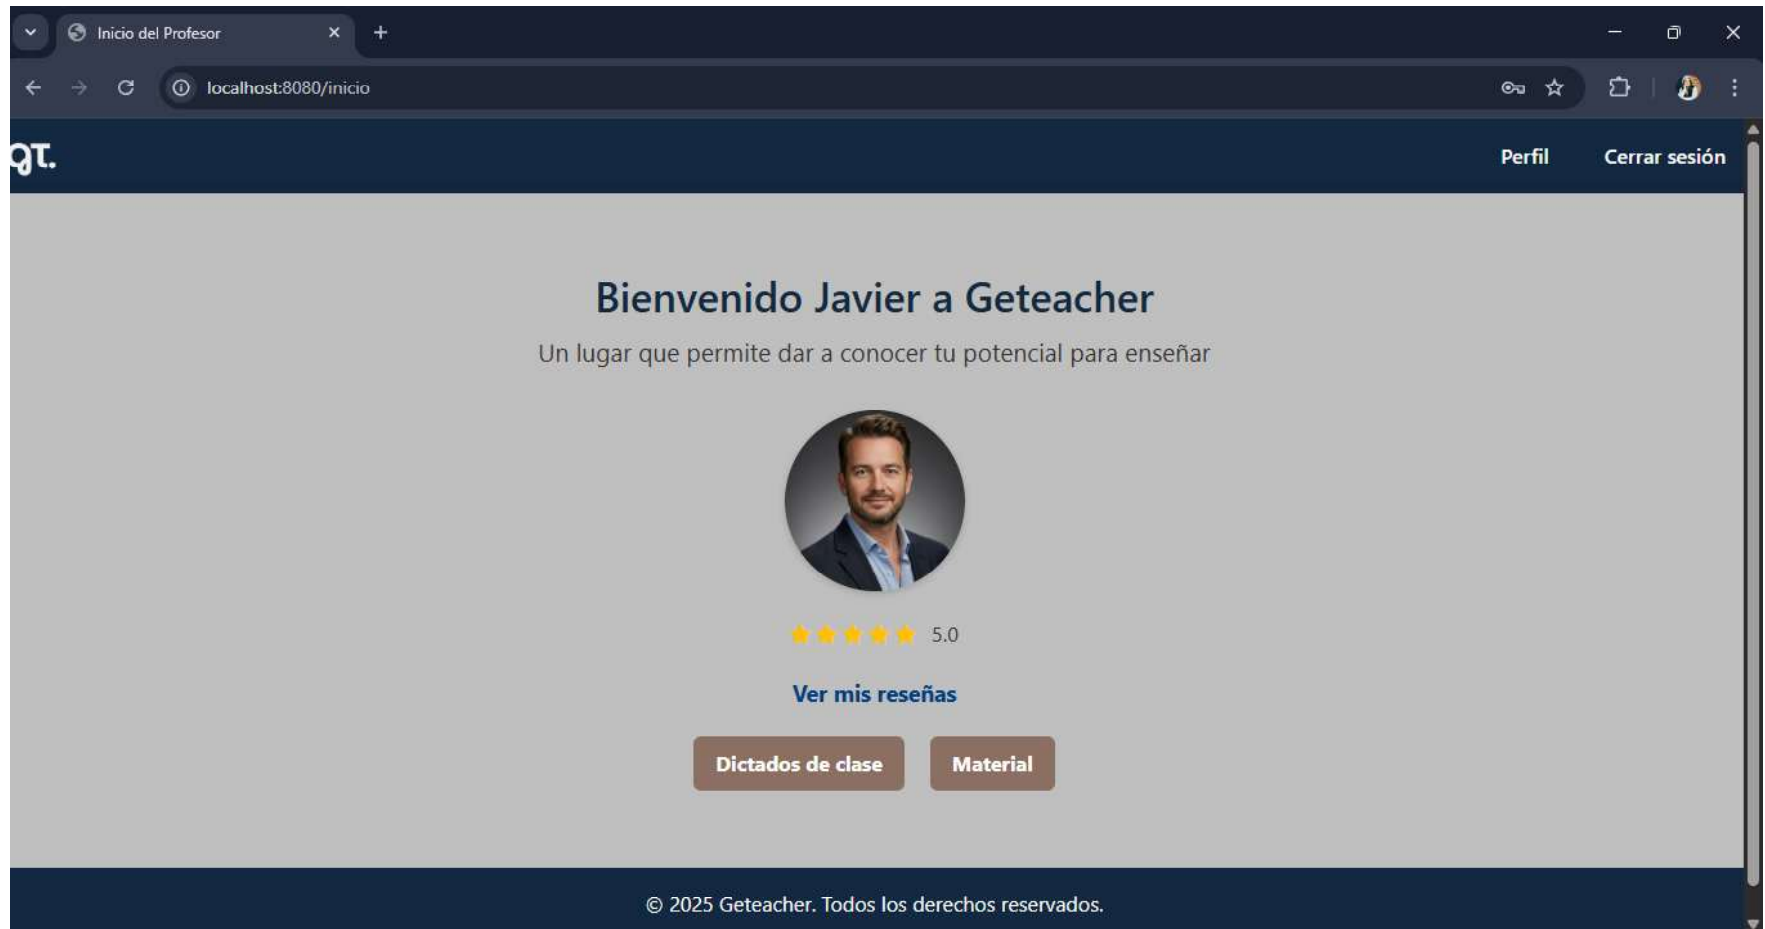 Inicio del Profesor
localhost:8080/inicio
gt.
Perfil Cerrar sesión
Bienvenido Javier a Geteacher
Un lugar que permite dar a conocer tu potencial para enseñar
5.0
Ver mis reseñas
Dictados de clase Material
© 2025 Geteacher. Todos los derechos reservados.